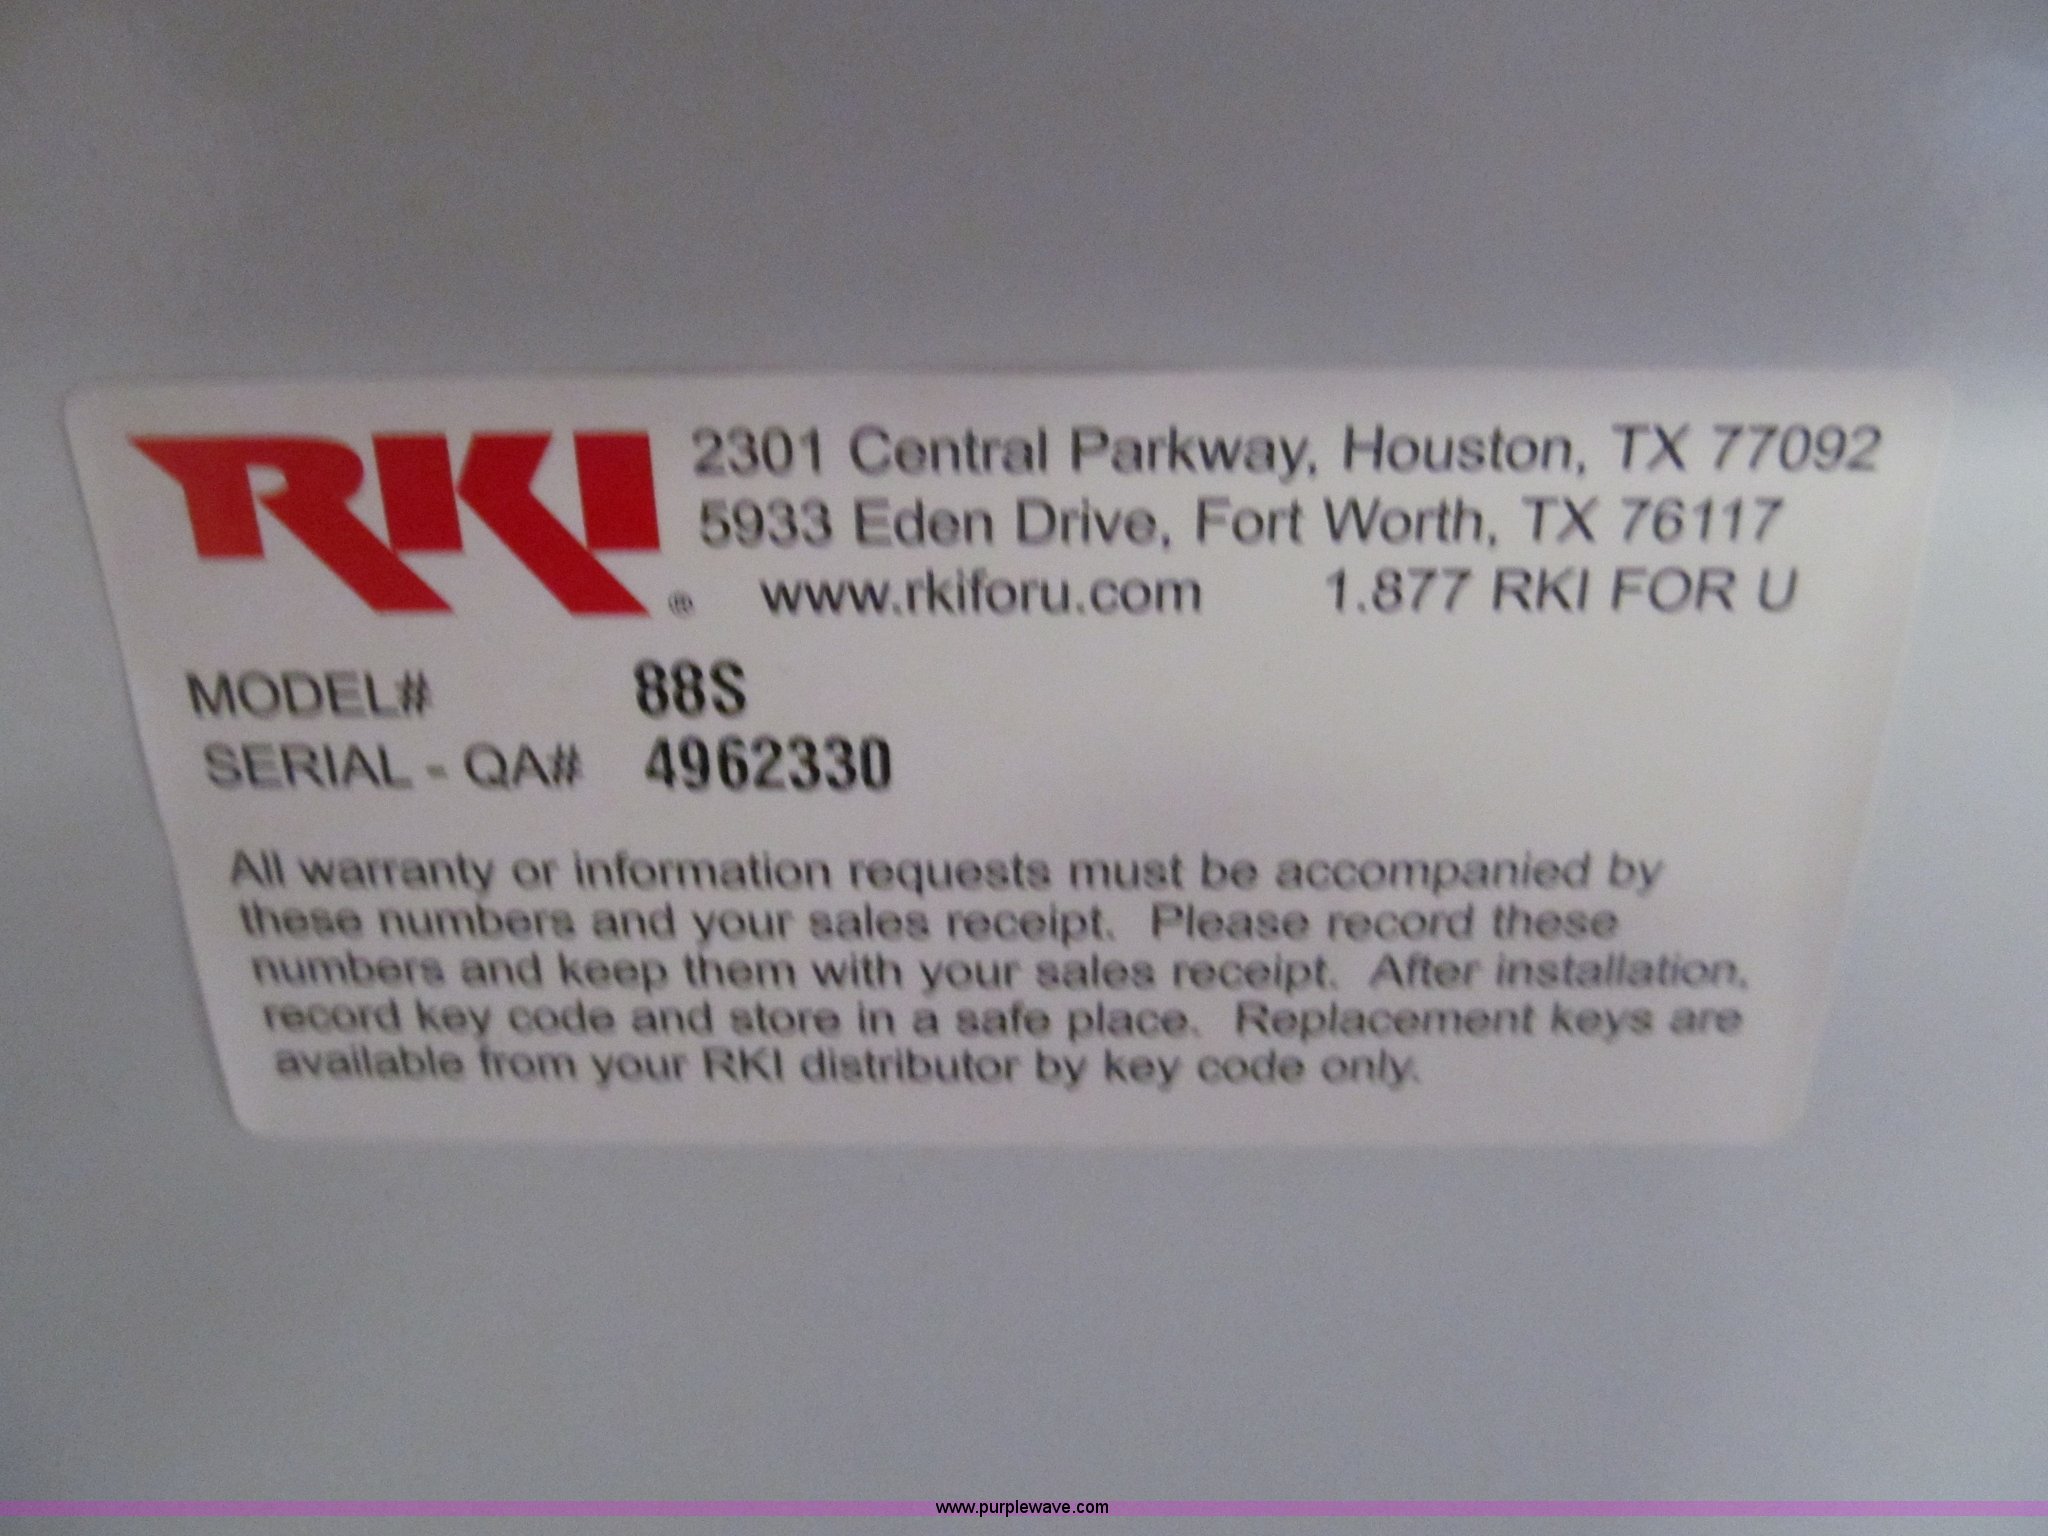 RKI ®
2301 Central Parkway, Houston, TX 77092
5933 Eden Drive, Fort Worth, TX 76117
www.rkiforu.com 1.877 RKI FOR U
MODEL# 88S
SERIAL - QA# 4962330
All warranty or information requests must be accompanied by
these numbers and your sales receipt. Please record these
numbers and keep them with your sales receipt. After installation,
record key code and store in a safe place. Replacement keys are
available from your RKI distributor by key code only.
www.purplewave.com